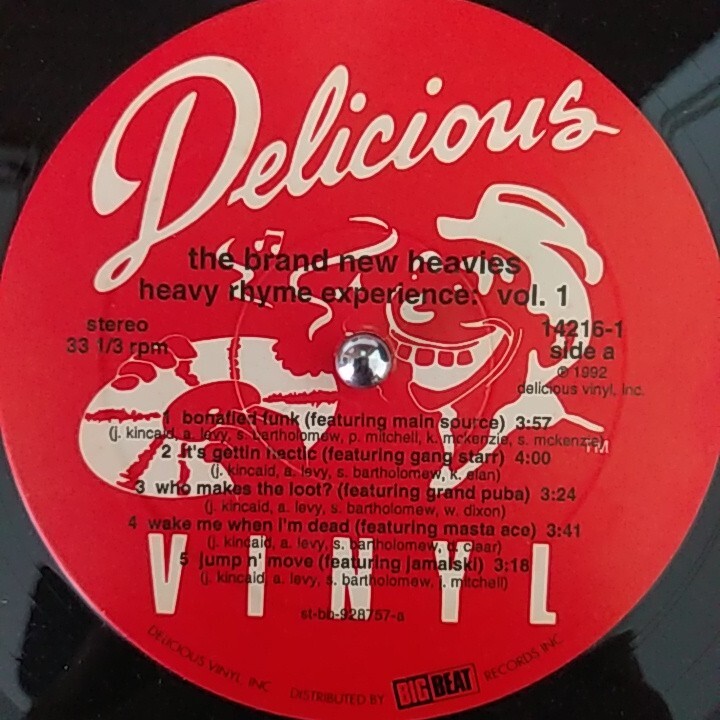 Delicious
the brand new heavies
heavy rhyme experience: vol. 1
stereo
33 1/3 rpm
14216-1
side a
℗ 1992
delicious vinyl, inc.
1 bonafied funk (featuring main source) 3:57
(j. kincaid, a. levy, s. bartholomew, p. mitchell, k. mckenzie, s. mckenzie)
2 it's gettin hectic (featuring gang starr) 4:00
(j. kincaid, a. levy, s. bartholomew, k. elan)
3 who makes the loot? (featuring grand puba) 3:24
(j. kincaid, a. levy, s. bartholomew, w. dixon)
4 wake me when I'm dead (featuring masta ace) 3:41
(j. kincaid, a. levy, s. bartholomew, d. clear)
5 jump n' move (featuring jamalski) 3:18
(j. kincaid, a. levy, s. bartholomew, j. mitchell)
TM
VINYL
st-bb-928757-a
DELICIOUS VINYL, INC. DISTRIBUTED BY BIG BEAT RECORDS INC.